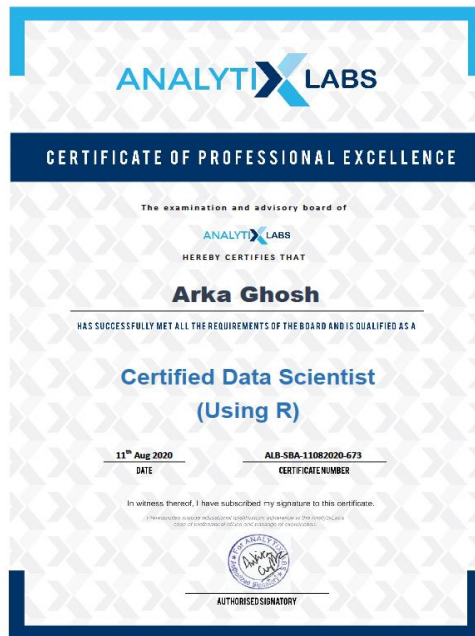 ANALYTIX LABS
CERTIFICATE OF PROFESSIONAL EXCELLENCE
The examination and advisory board of
ANALYTIX LABS
HEREBY CERTIFIES THAT
Arka Ghosh
HAS SUCCESSFULLY MET ALL THE REQUIREMENTS OF THE BOARD AND IS QUALIFIED AS A
Certified Data Scientist
(Using R)
11th Aug 2020 ALB-SBA-11082020-673
DATE CERTIFICATE NUMBER
In witness thereof, I have subscribed my signature to this certificate.
For ANALYTIX
AUTHORISED SIGNATORY